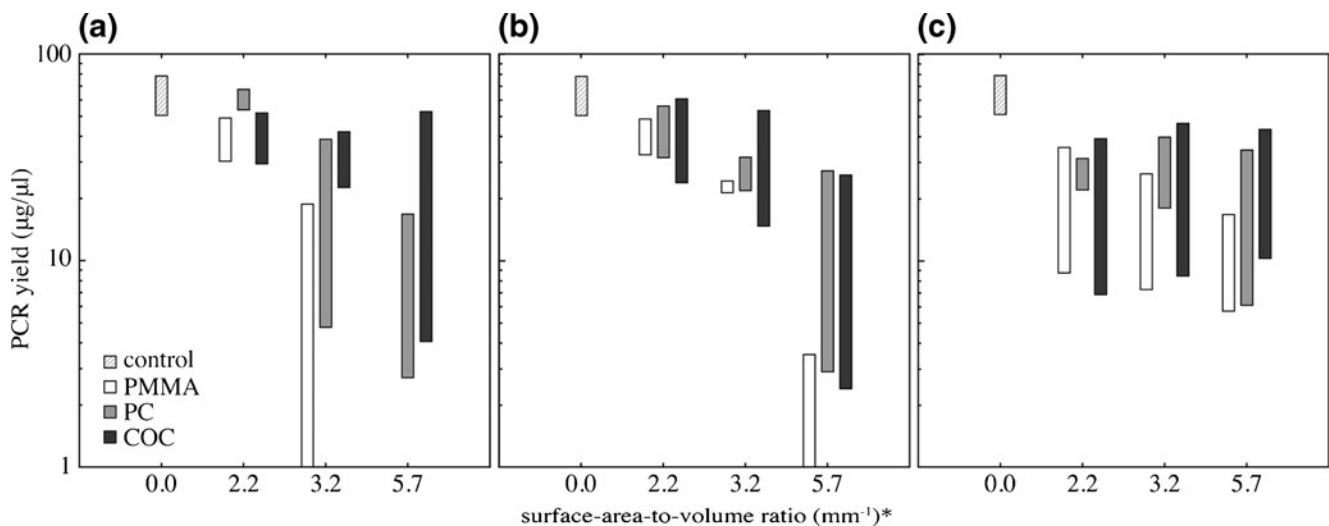 (a) (b) (c)
100
10
1
PCR yield (µg/µl)
control
PMMA
PC
COC
0.0 2.2 3.2 5.7 0.0 2.2 3.2 5.7 0.0 2.2 3.2 5.7
surface-area-to-volume ratio (mm⁻¹)*